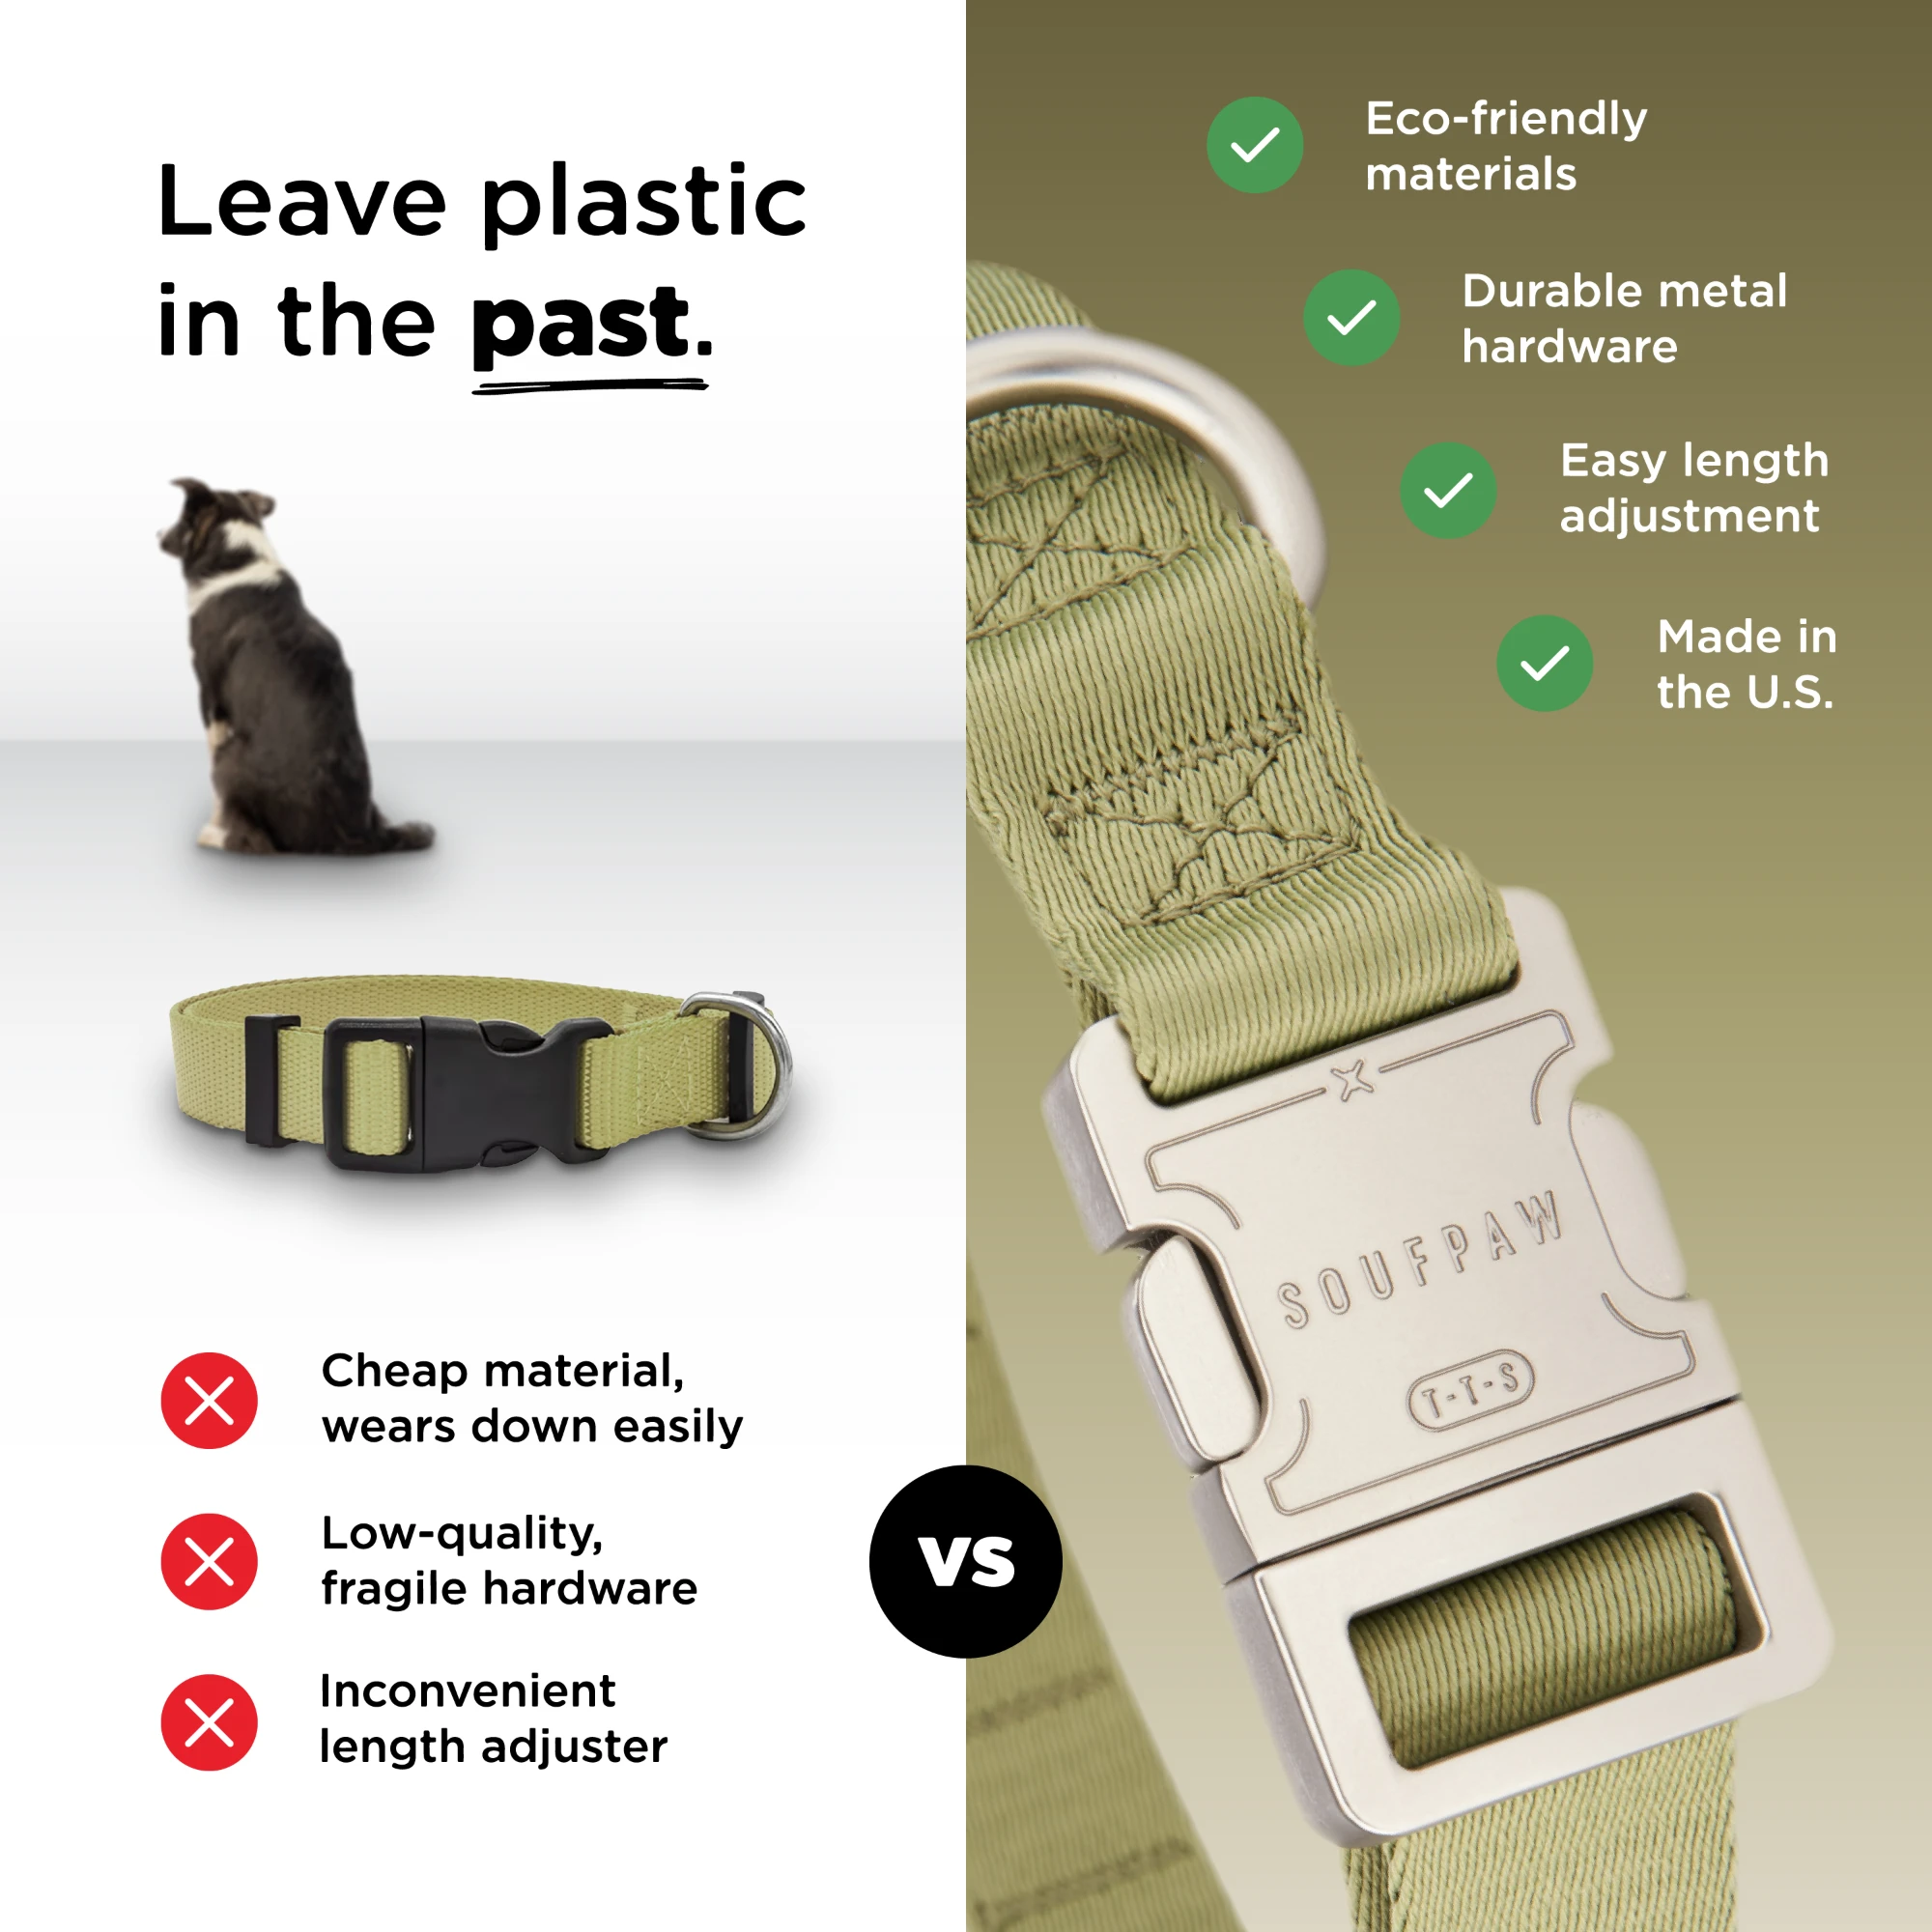 Leave plastic
in the past.
Cheap material,
wears down easily
Low-quality,
fragile hardware
Inconvenient
length adjuster
VS
Eco-friendly
materials
Durable metal
hardware
Easy length
adjustment
Made in
the U.S.
SOUFPAW
T-T-S